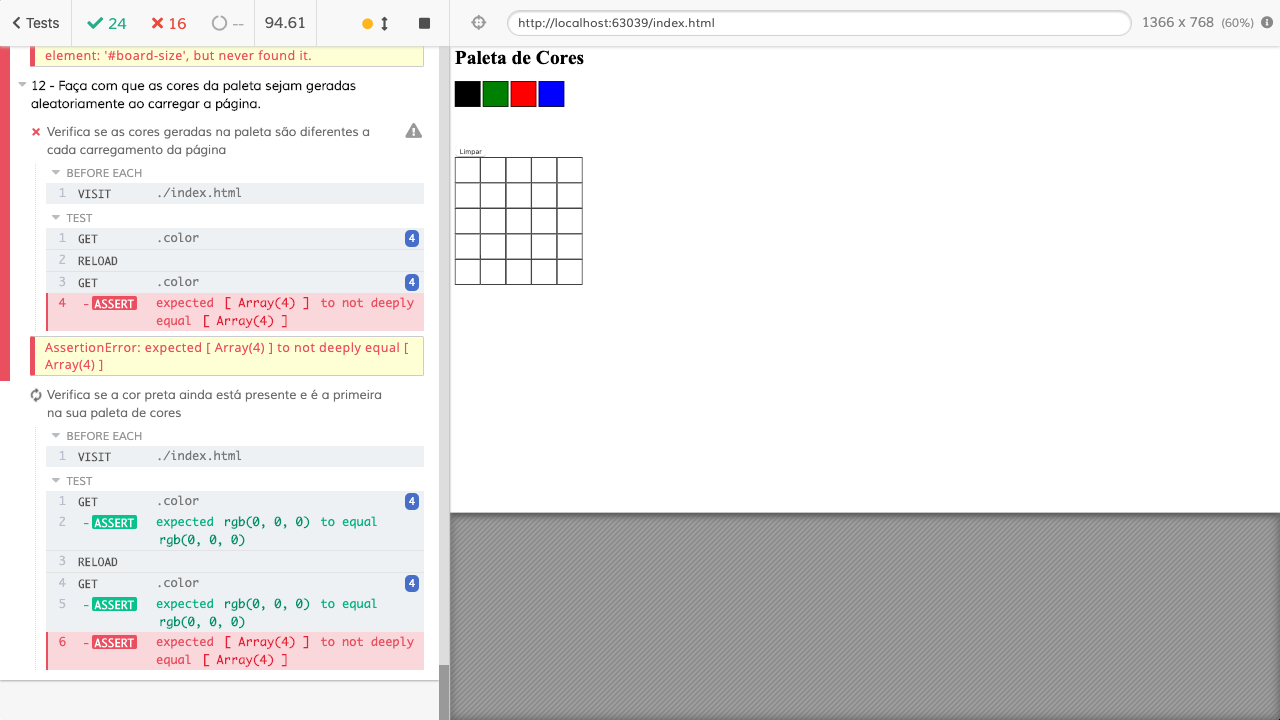 Tests
24
16
--
94.61
http://localhost:63039/index.html
1366 x 768 (60%)
element: '#board-size', but never found it.
12 - Faça com que as cores da paleta sejam geradas
aleatoriamente ao carregar a página.
Verifica se as cores geradas na paleta são diferentes a
cada carregamento da página
BEFORE EACH
1 VISIT ./index.html
TEST
1 GET .color 4
2 RELOAD
3 GET .color 4
4 -ASSERT expected [ Array(4) ] to not deeply
equal [ Array(4) ]
AssertionError: expected [ Array(4) ] to not deeply equal [
Array(4) ]
Verifica se a cor preta ainda está presente e é a primeira
na sua paleta de cores
BEFORE EACH
1 VISIT ./index.html
TEST
1 GET .color 4
2 -ASSERT expected rgb(0, 0, 0) to equal
rgb(0, 0, 0)
3 RELOAD
4 GET .color 4
5 -ASSERT expected rgb(0, 0, 0) to equal
rgb(0, 0, 0)
6 -ASSERT expected [ Array(4) ] to not deeply
equal [ Array(4) ]
Paleta de Cores
Limpar